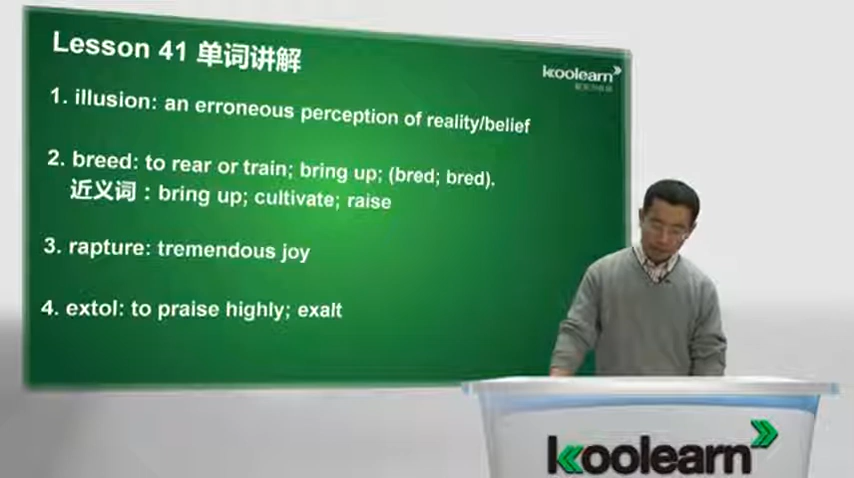 Lesson 41 单词讲解
koolearn
1. illusion: an erroneous perception of reality/belief
2. breed: to rear or train; bring up; (bred; bred).
近义词：bring up; cultivate; raise
3. rapture: tremendous joy
4. extol: to praise highly; exalt
koolearn